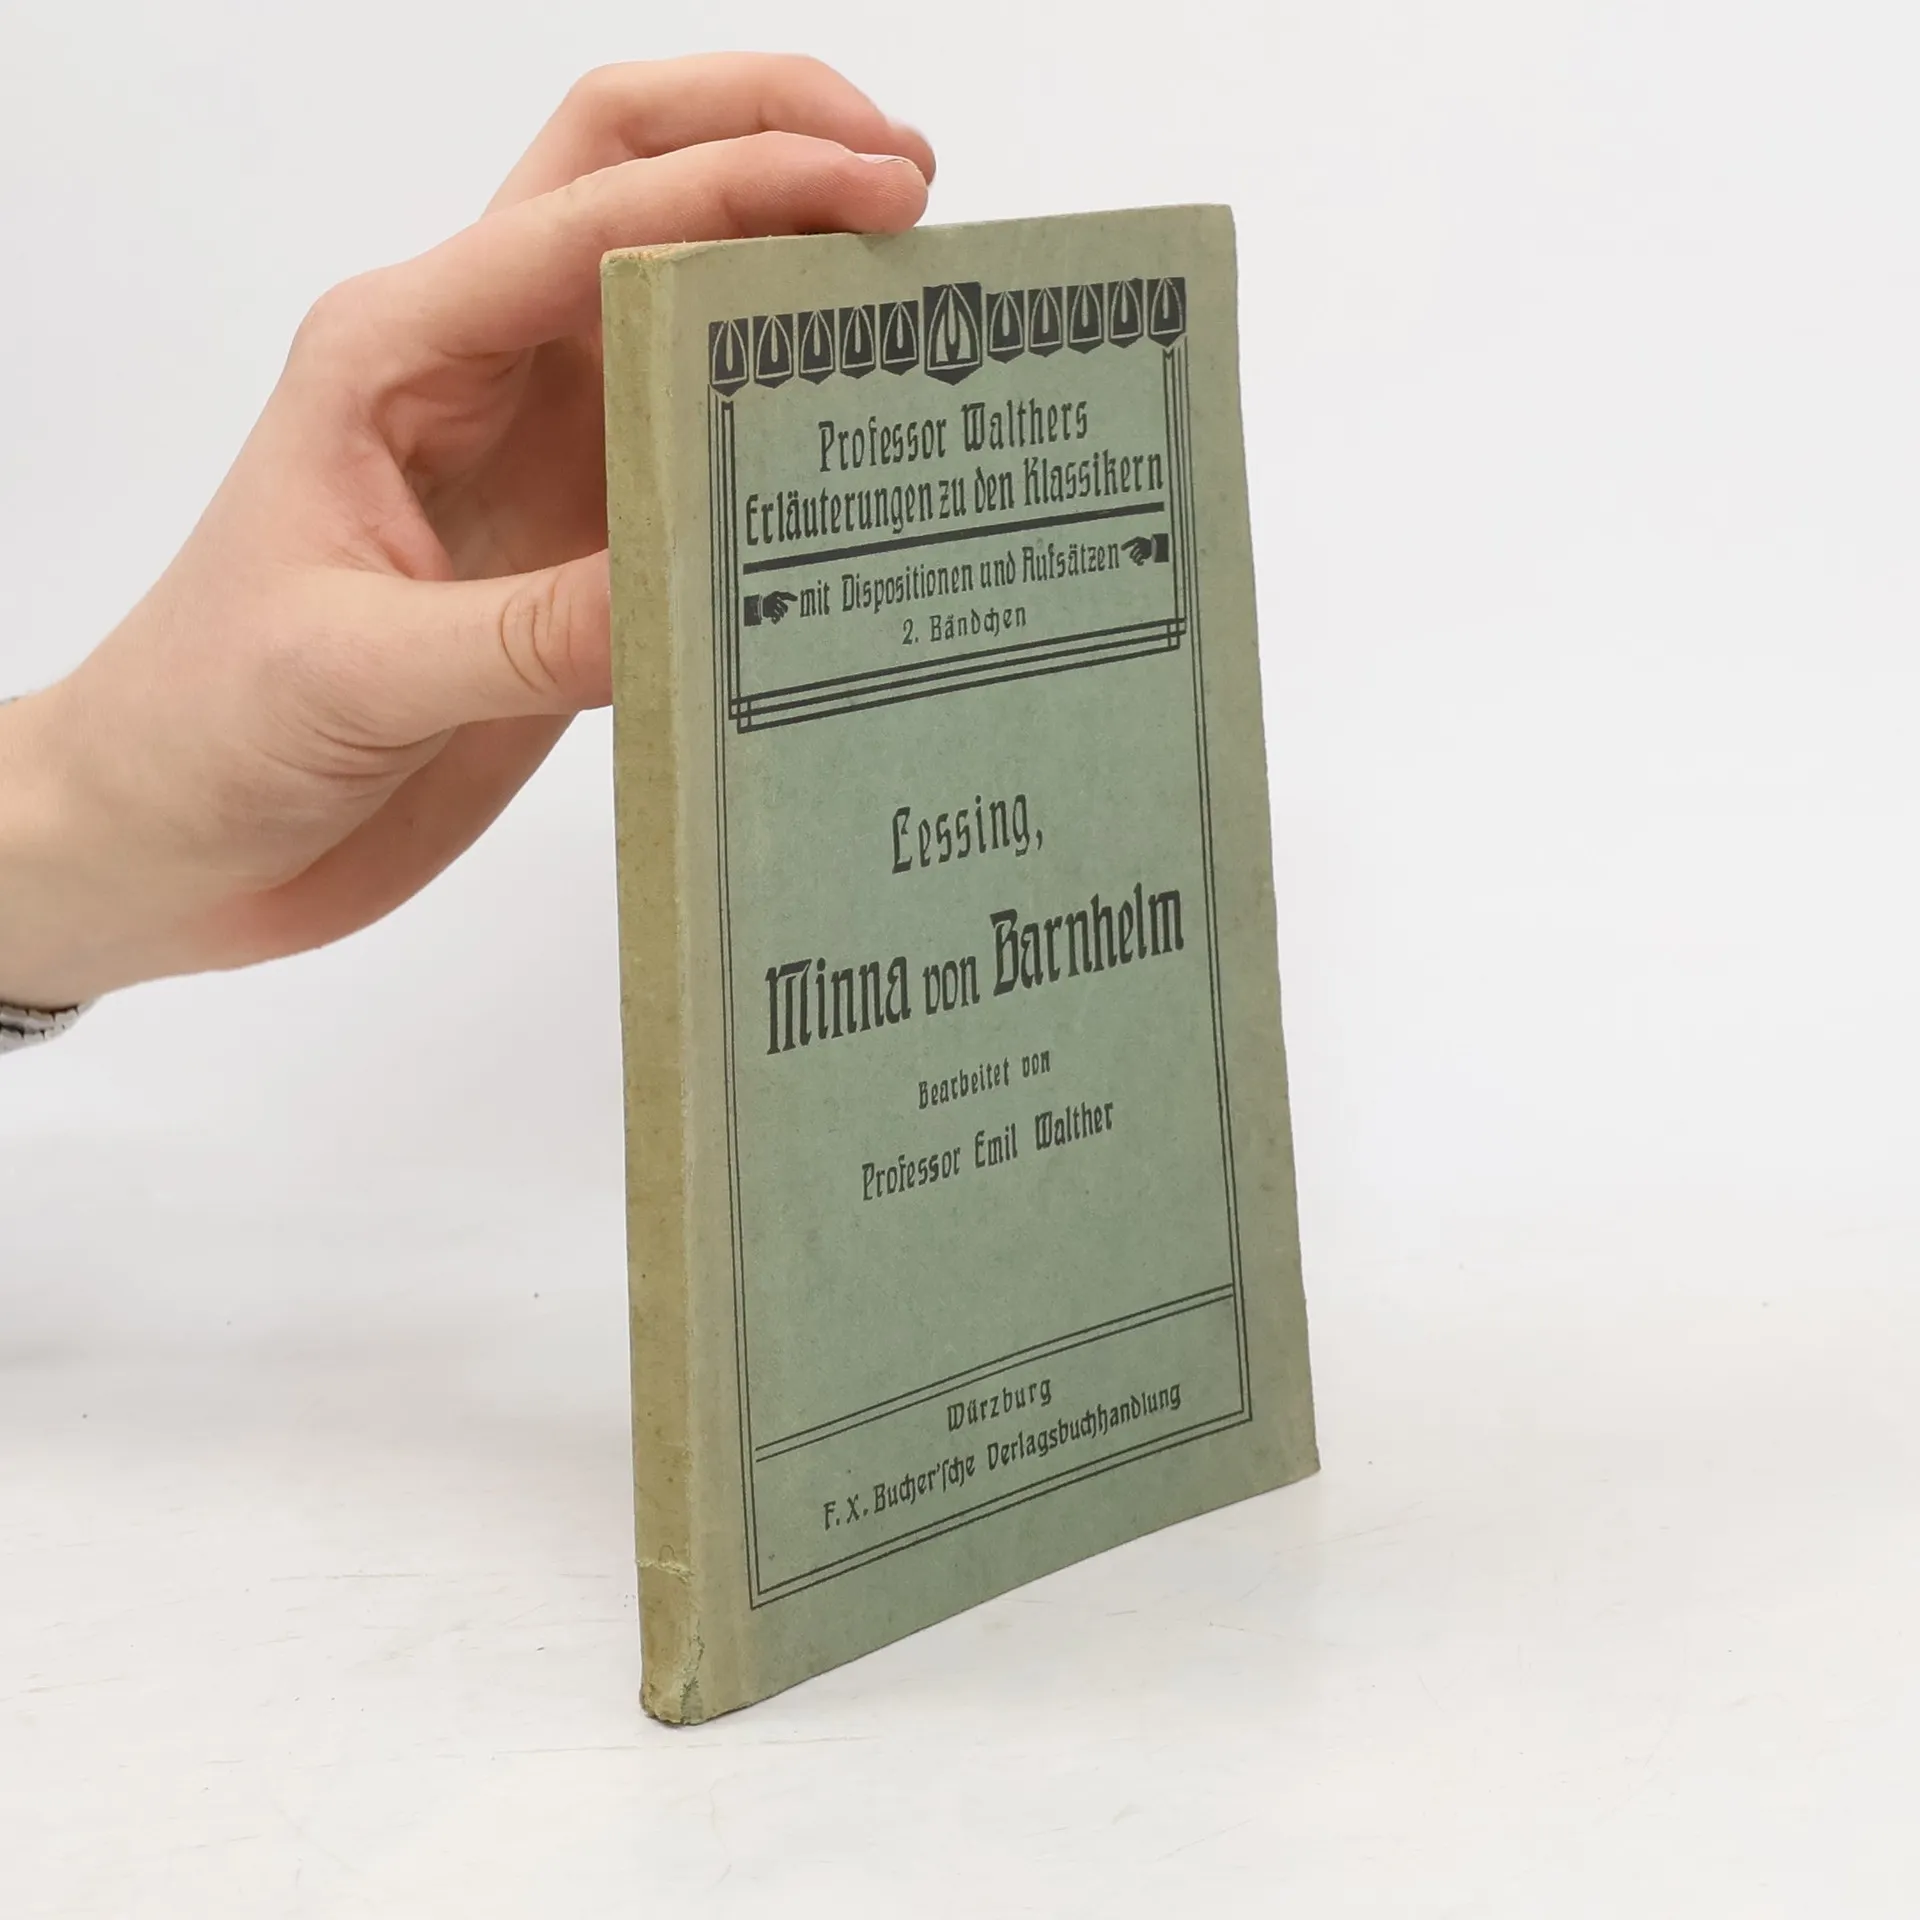 Professor Walthers
Erläuterungen zu den Klassikern
mit Dispositionen und Aufsätzen
2. Bändchen
Lessing,
Minna von Barnhelm
Bearbeitet von
Professor Emil Walther
Würzburg
F. X. Bucher'sche Verlagsbuchhandlung